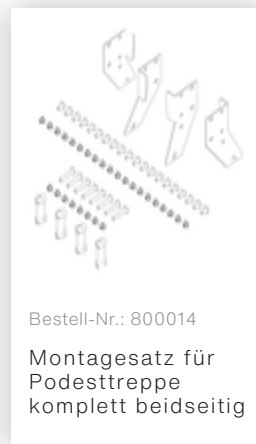 Bestell-Nr.: 800014
Montagesatz für
Podesttreppe
komplett beidseitig